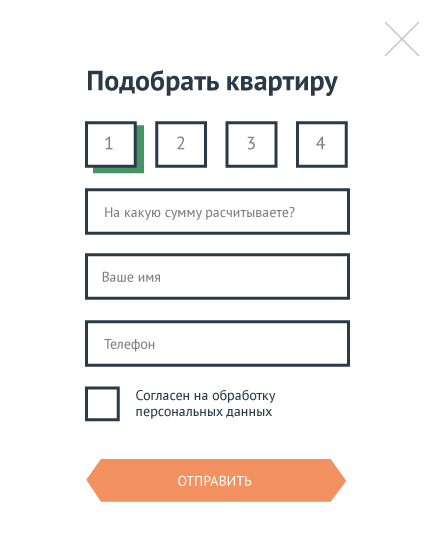 Подобрать квартиру
1 2 3 4
На какую сумму расчитываете?
Ваше имя
Телефон
Согласен на обработку
персональных данных
ОТПРАВИТЬ